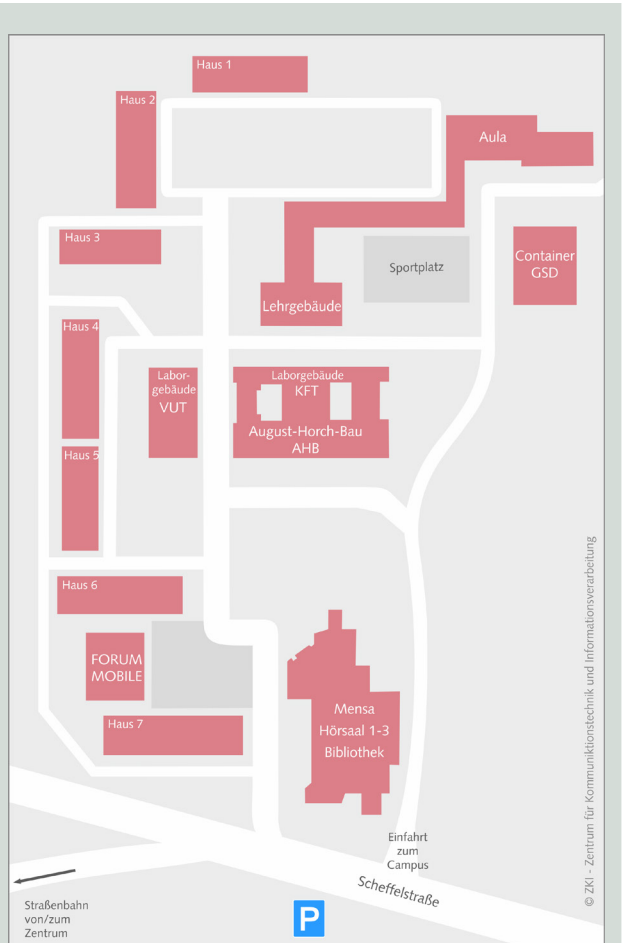 Haus 1
Haus 2
Aula
Haus 3
Sportplatz
Container
GSD
Lehrgebäude
Haus 4
Labor-
gebäude
VUT
Laborgebäude
KFT
August-Horch-Bau
AHB
Haus 5
Haus 6
FORUM
MOBILE
Haus 7
Mensa
Hörsaal 1-3
Bibliothek
Einfahrt
zum
Campus
Scheffelstraße
Straßenbahn
von/zum
Zentrum
P
© ZKI - Zentrum für Kommuniktionstechnik und Informationsverarbeitung